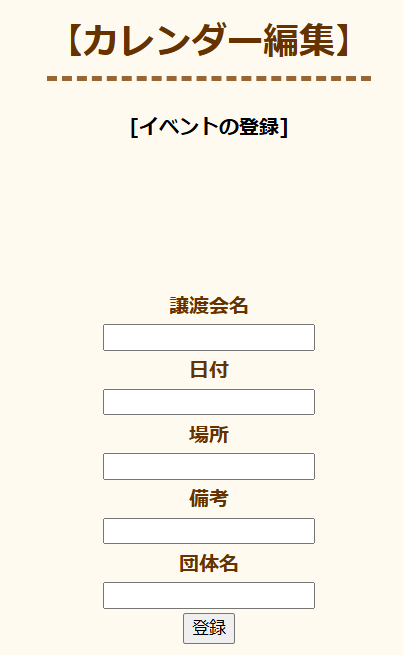 【カレンダー編集】
[イベントの登録]
譲渡会名
日付
場所
備考
団体名
登録